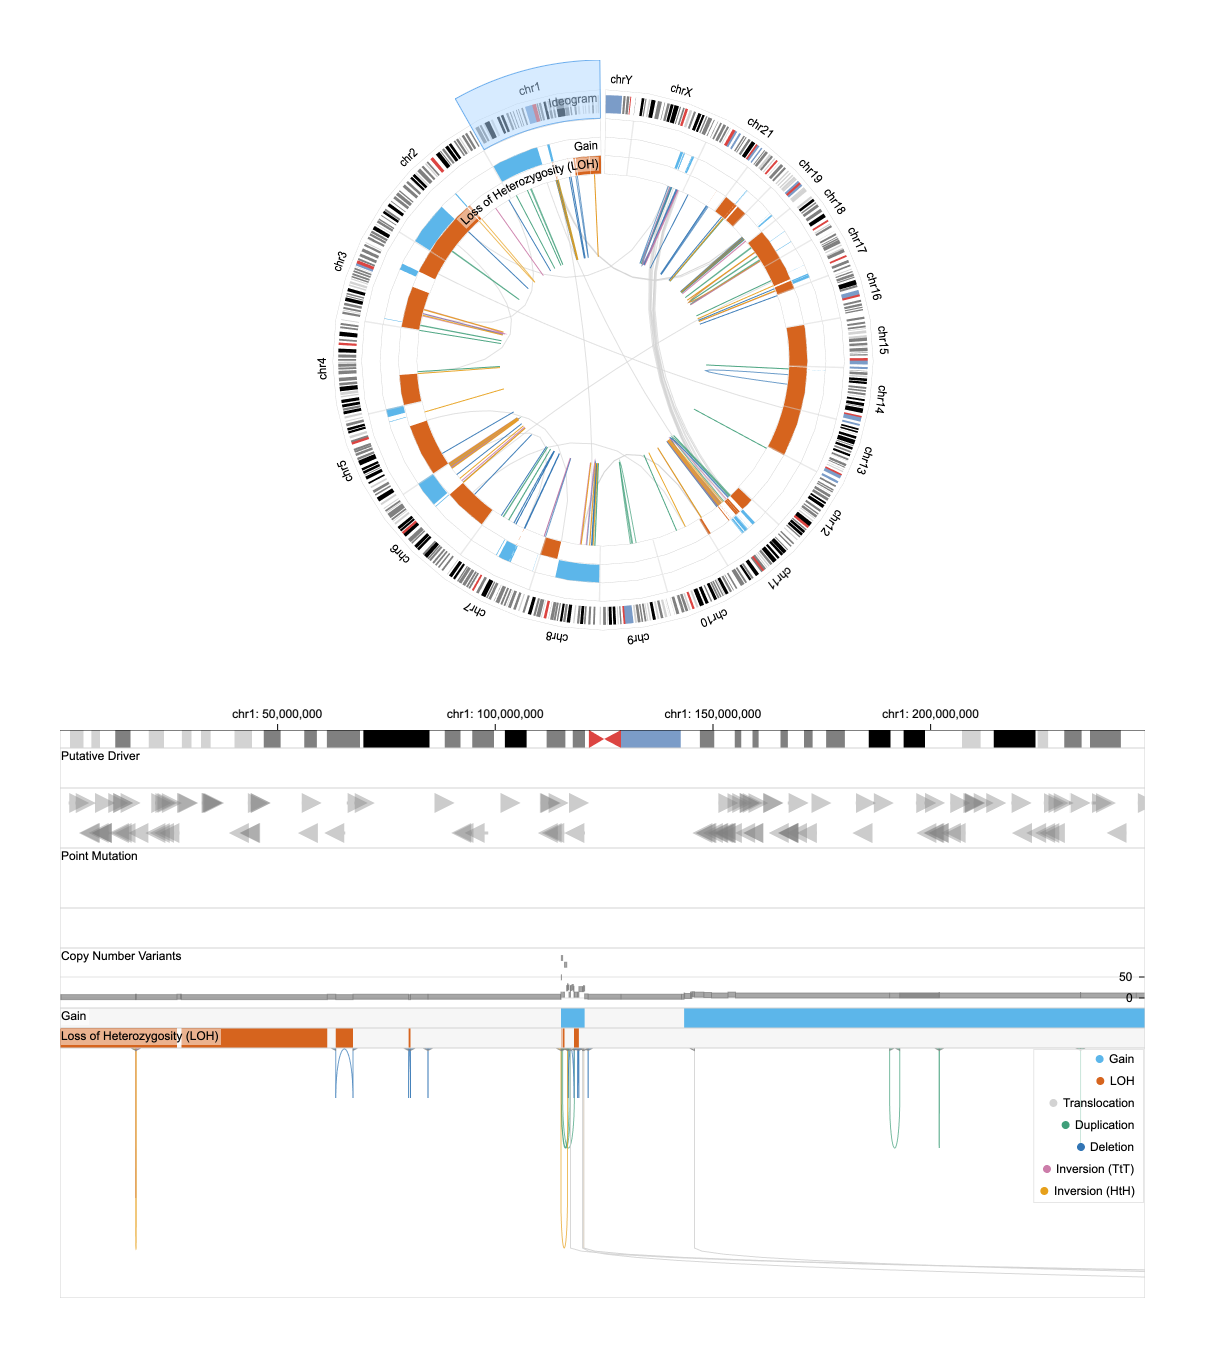 chr1
Ideogram
Gain
Loss of Heterozygosity (LOH)
chrY
chrX
chr21
chr19
chr18
chr17
chr16
chr15
chr14
chr13
chr12
chr11
chr10
chr9
chr8
chr7
chr6
chr5
chr4
chr3
chr2
chr1: 50,000,000 chr1: 100,000,000 chr1: 150,000,000 chr1: 200,000,000
Putative Driver
Point Mutation
Copy Number Variants
50
0
Gain
Loss of Heterozygosity (LOH)
Gain
LOH
Translocation
Duplication
Deletion
Inversion (TtT)
Inversion (HtH)